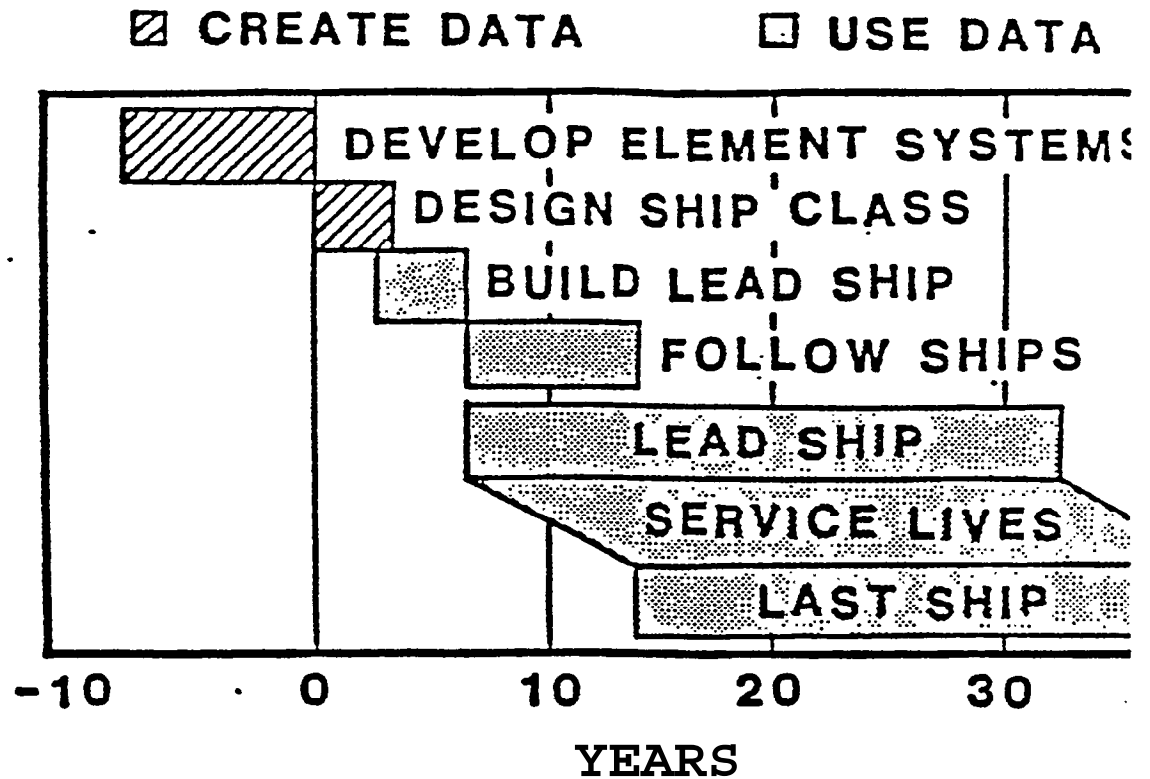 CREATE DATA USE DATA
DEVELOP ELEMENT SYSTEMS
DESIGN SHIP CLASS
BUILD LEAD SHIP
FOLLOW SHIPS
LEAD SHIP
SERVICE LIVES
LAST SHIP
-10 0 10 20 30
YEARS